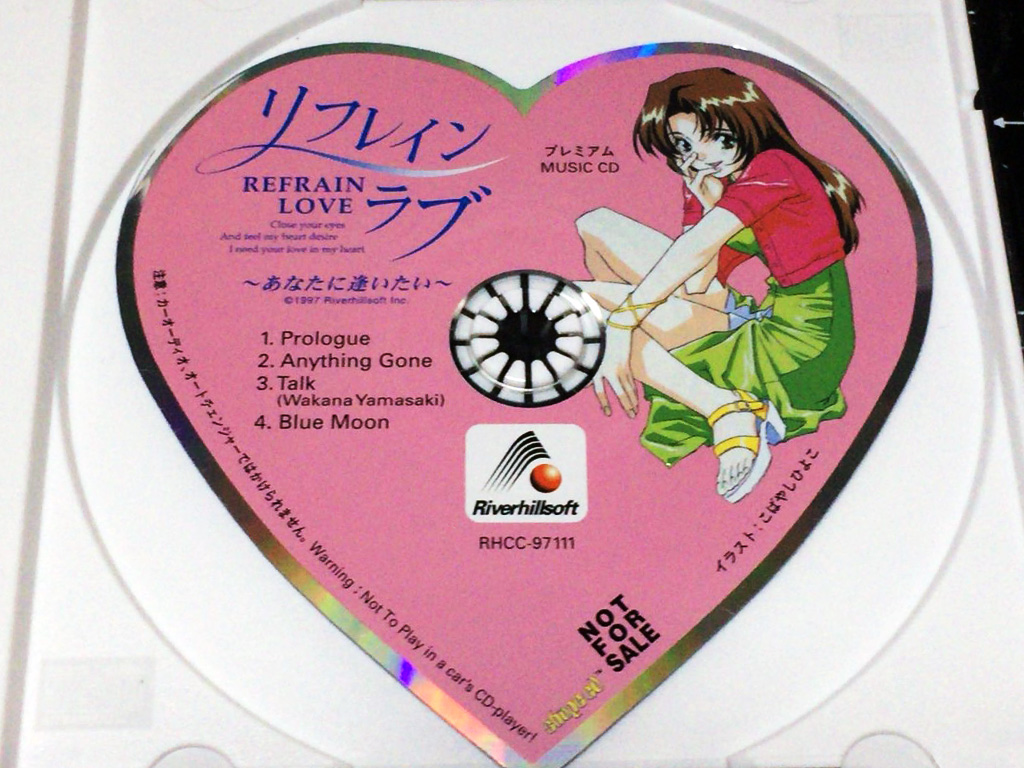 リフレイン
ラブ
REFRAIN
LOVE
Close your eyes
And feel my heart desire
I need your love in my heart
~あなたに逢いたい~
©1997 Riverhillsoft Inc.
プレミアム
MUSIC CD
1. Prologue
2. Anything Gone
3. Talk
(Wakana Yamasaki)
4. Blue Moon
Riverhillsoft
RHCC-97111
注意:カーオーディオ、オートチェンジャーではかけられません。 Warning : Not To Play in a car's CD-player!
イラスト:こばやしひよこ
NOT
FOR
SALE